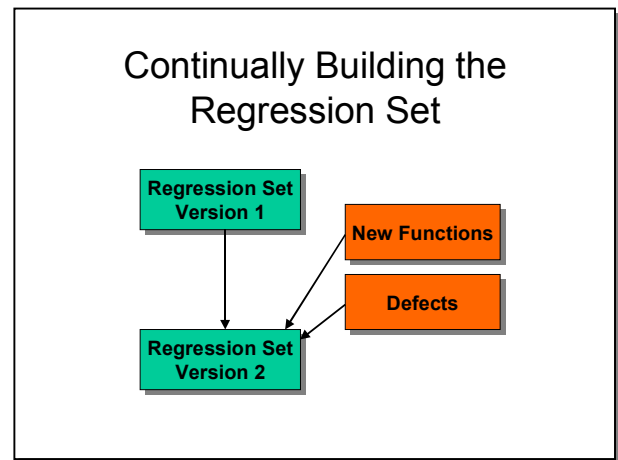 Continually Building the
Regression Set
Regression Set
Version 1
New Functions
Defects
Regression Set
Version 2